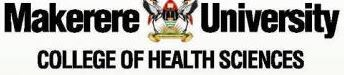 Makerere University
COLLEGE OF HEALTH SCIENCES